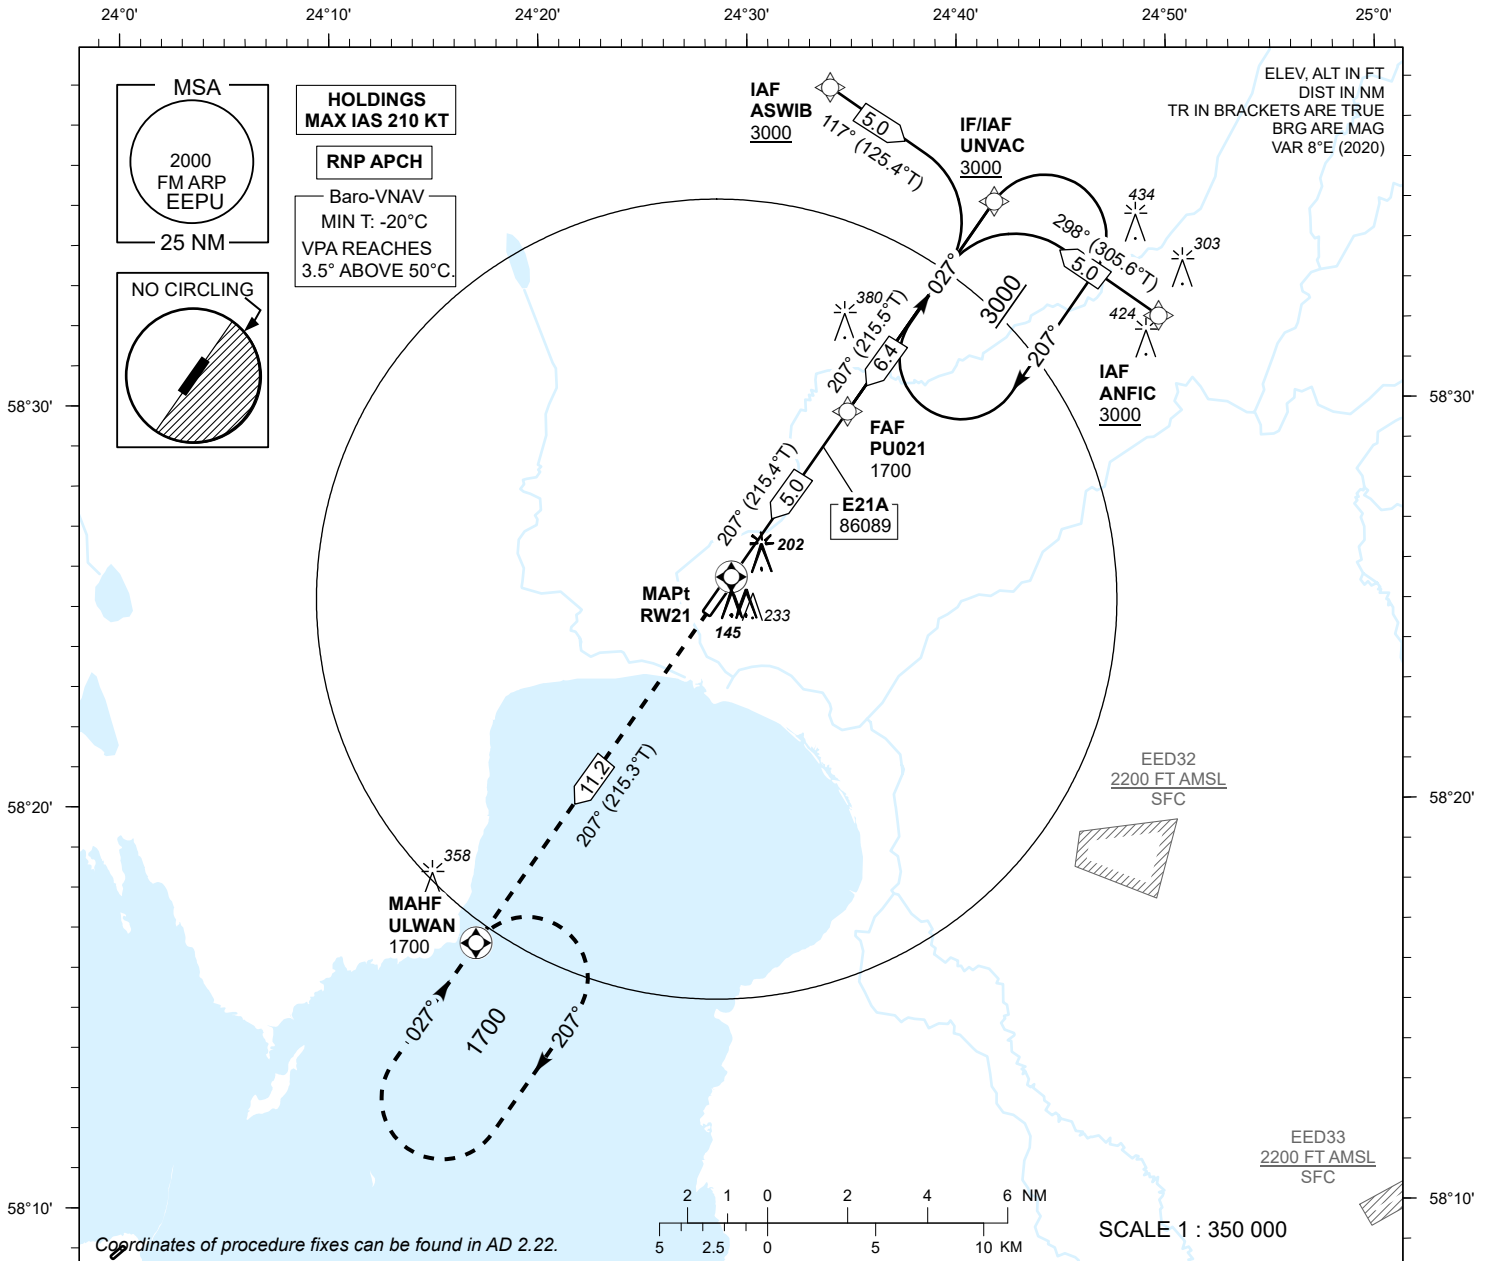 24°0'
24°10'
24°20'
24°30'
24°40'
24°50'
25°0'
MSA
2000
FM ARP
EEPU
25 NM
HOLDINGS
MAX IAS 210 KT
RNP APCH
Baro-VNAV
MIN T: -20°C
VPA REACHES
3.5° ABOVE 50°C.
NO CIRCLING
ELEV, ALT IN FT
DIST IN NM
TR IN BRACKETS ARE TRUE
BRG ARE MAG
VAR 8°E (2020)
IAF
ASWIB
3000
5.0
117° (125.4°T)
IF/IAF
UNVAC
3000
434
303
298° (305.6°T)
5.0
424
IAF
ANFIC
3000
027°
3000
207°
380
207° (215.5°T)
6.4
58°30'
58°30'
FAF
PU021
1700
207° (215.4°T)
5.0
E21A
86089
202
MAPt
RW21
233
145
11.2
207° (215.3°T)
EED32
2200 FT AMSL
SFC
58°20'
58°20'
358
MAHF
ULWAN
1700
027°
1700
207°
EED33
2200 FT AMSL
SFC
58°10'
58°10'
2 1 0 2 4 6 NM
5 2.5 0 5 10 KM
SCALE 1 : 350 000
Coordinates of procedure fixes can be found in AD 2.22.